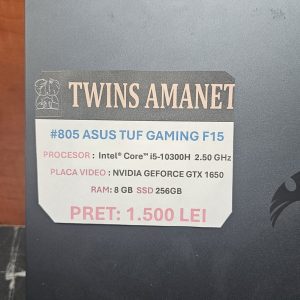 TWINS AMANET
#805 ASUS TUF GAMING F15
PROCESOR : Intel® Core™ i5-10300H 2.50 GHz
PLACA VIDEO : NVIDIA GEFORCE GTX 1650
RAM: 8 GB SSD 256GB
PRET: 1.500 LEI